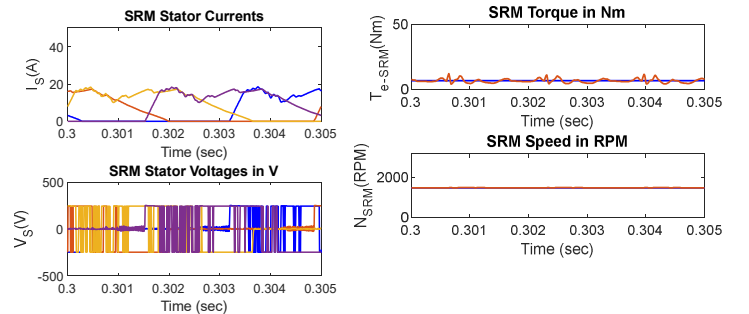 SRM Stator Currents
I_S(A)
40
20
0
0.3 0.301 0.302 0.303 0.304 0.305
Time (sec)
SRM Stator Voltages in V
V_S(V)
500
0
-500
0.3 0.301 0.302 0.303 0.304 0.305
Time (sec)
SRM Torque in Nm
T_e-SRM(Nm)
50
0
0.3 0.301 0.302 0.303 0.304 0.305
Time (sec)
SRM Speed in RPM
N_SRM(RPM)
2000
0
0.3 0.301 0.302 0.303 0.304 0.305
Time (sec)